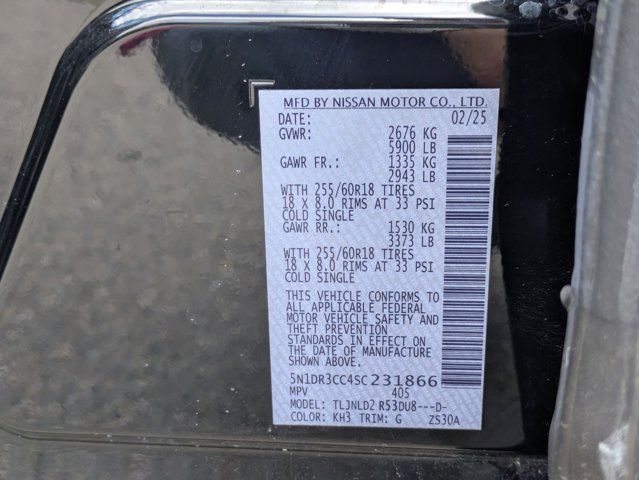 MFD BY NISSAN MOTOR CO., LTD.
DATE: 02/25
GVWR: 2676 KG
5900 LB
GAWR FR.: 1335 KG
2943 LB
WITH 255/60R18 TIRES
18 X 8.0 RIMS AT 33 PSI
COLD SINGLE
GAWR RR.: 1530 KG
3373 LB
WITH 255/60R18 TIRES
18 X 8.0 RIMS AT 33 PSI
COLD SINGLE
THIS VEHICLE CONFORMS TO
ALL APPLICABLE FEDERAL
MOTOR VEHICLE SAFETY AND
THEFT PREVENTION
STANDARDS IN EFFECT ON
THE DATE OF MANUFACTURE
SHOWN ABOVE.
5N1DR3CC4SC231866
MPV 405
MODEL: TLJNLD2 R53DU8---D-
COLOR: KH3 TRIM: G ZS30A